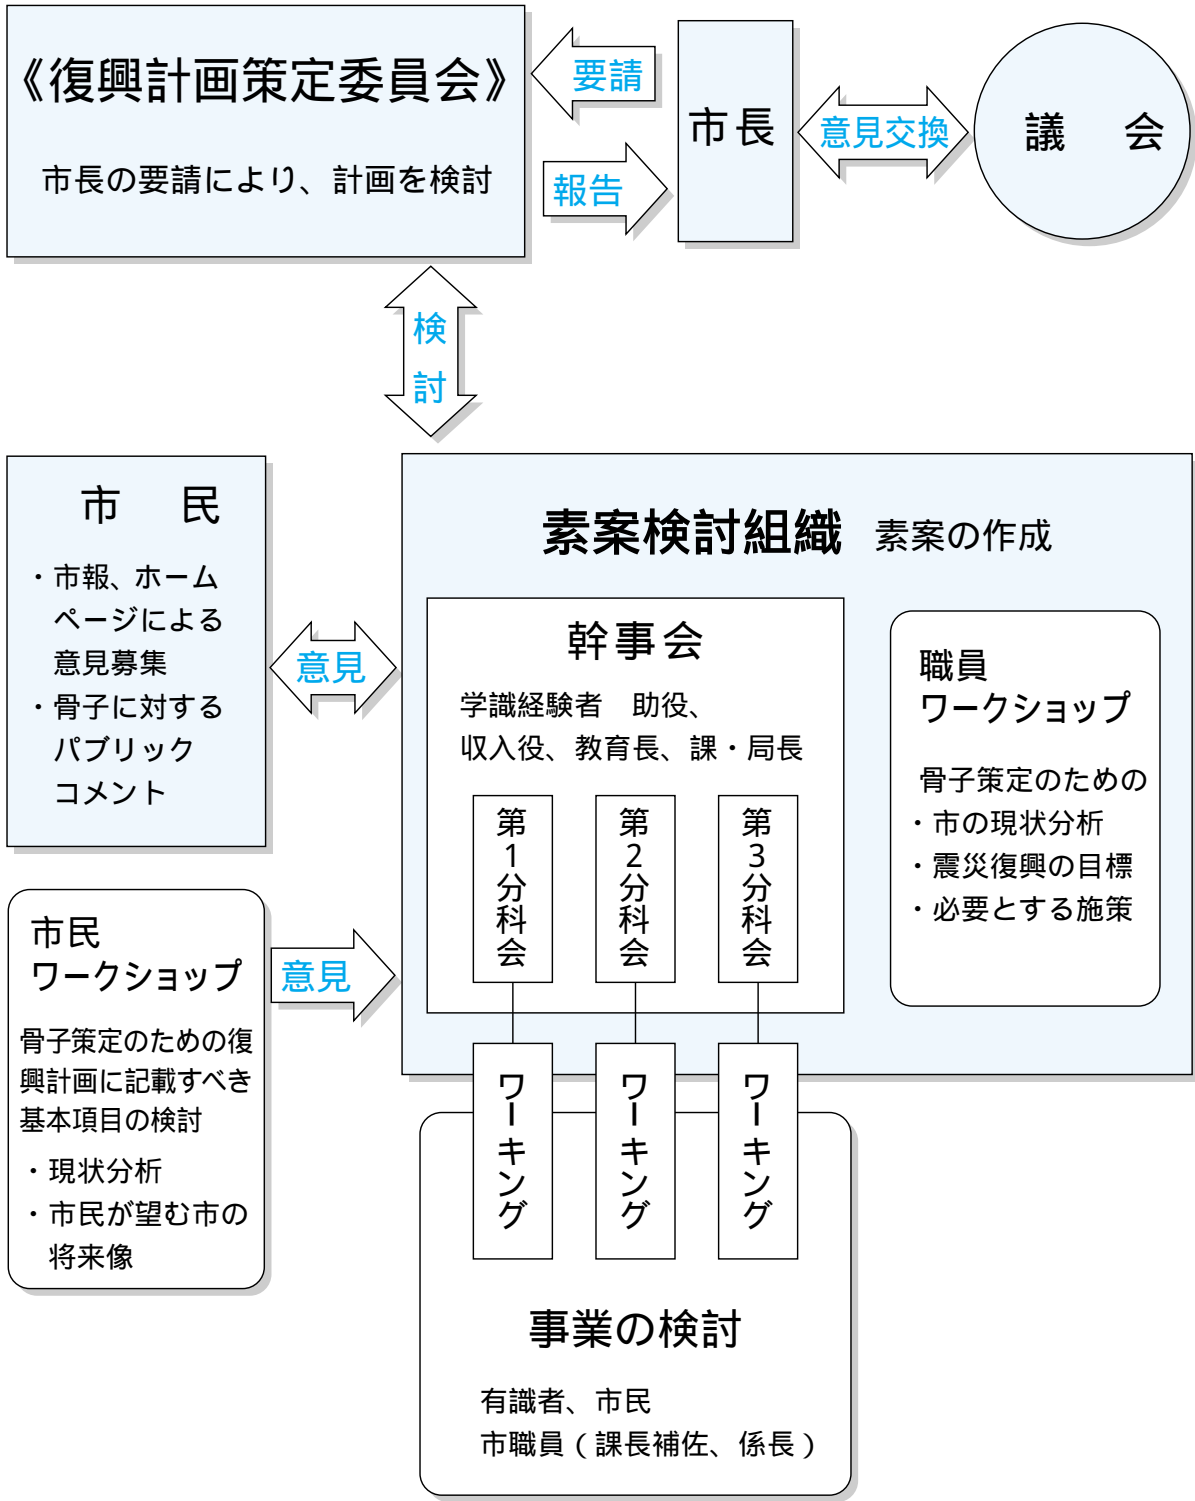 《復興計画策定委員会》
市長の要請により、計画を検討
要請
報告
市長
意見交換
議　会
検討
市　民
・市報、ホーム
ページによる
意見募集
・骨子に対する
パブリック
コメント
意見
素案検討組織　素案の作成
幹事会
学識経験者　助役、
収入役、教育長、課・局長
第1分科会
第2分科会
第3分科会
職員
ワークショップ
骨子策定のための
・市の現状分析
・震災復興の目標
・必要とする施策
市民
ワークショップ
骨子策定のための復
興計画に記載すべき
基本項目の検討
・現状分析
・市民が望む市の
将来像
意見
ワーキング
ワーキング
ワーキング
事業の検討
有識者、市民
市職員（課長補佐、係長）